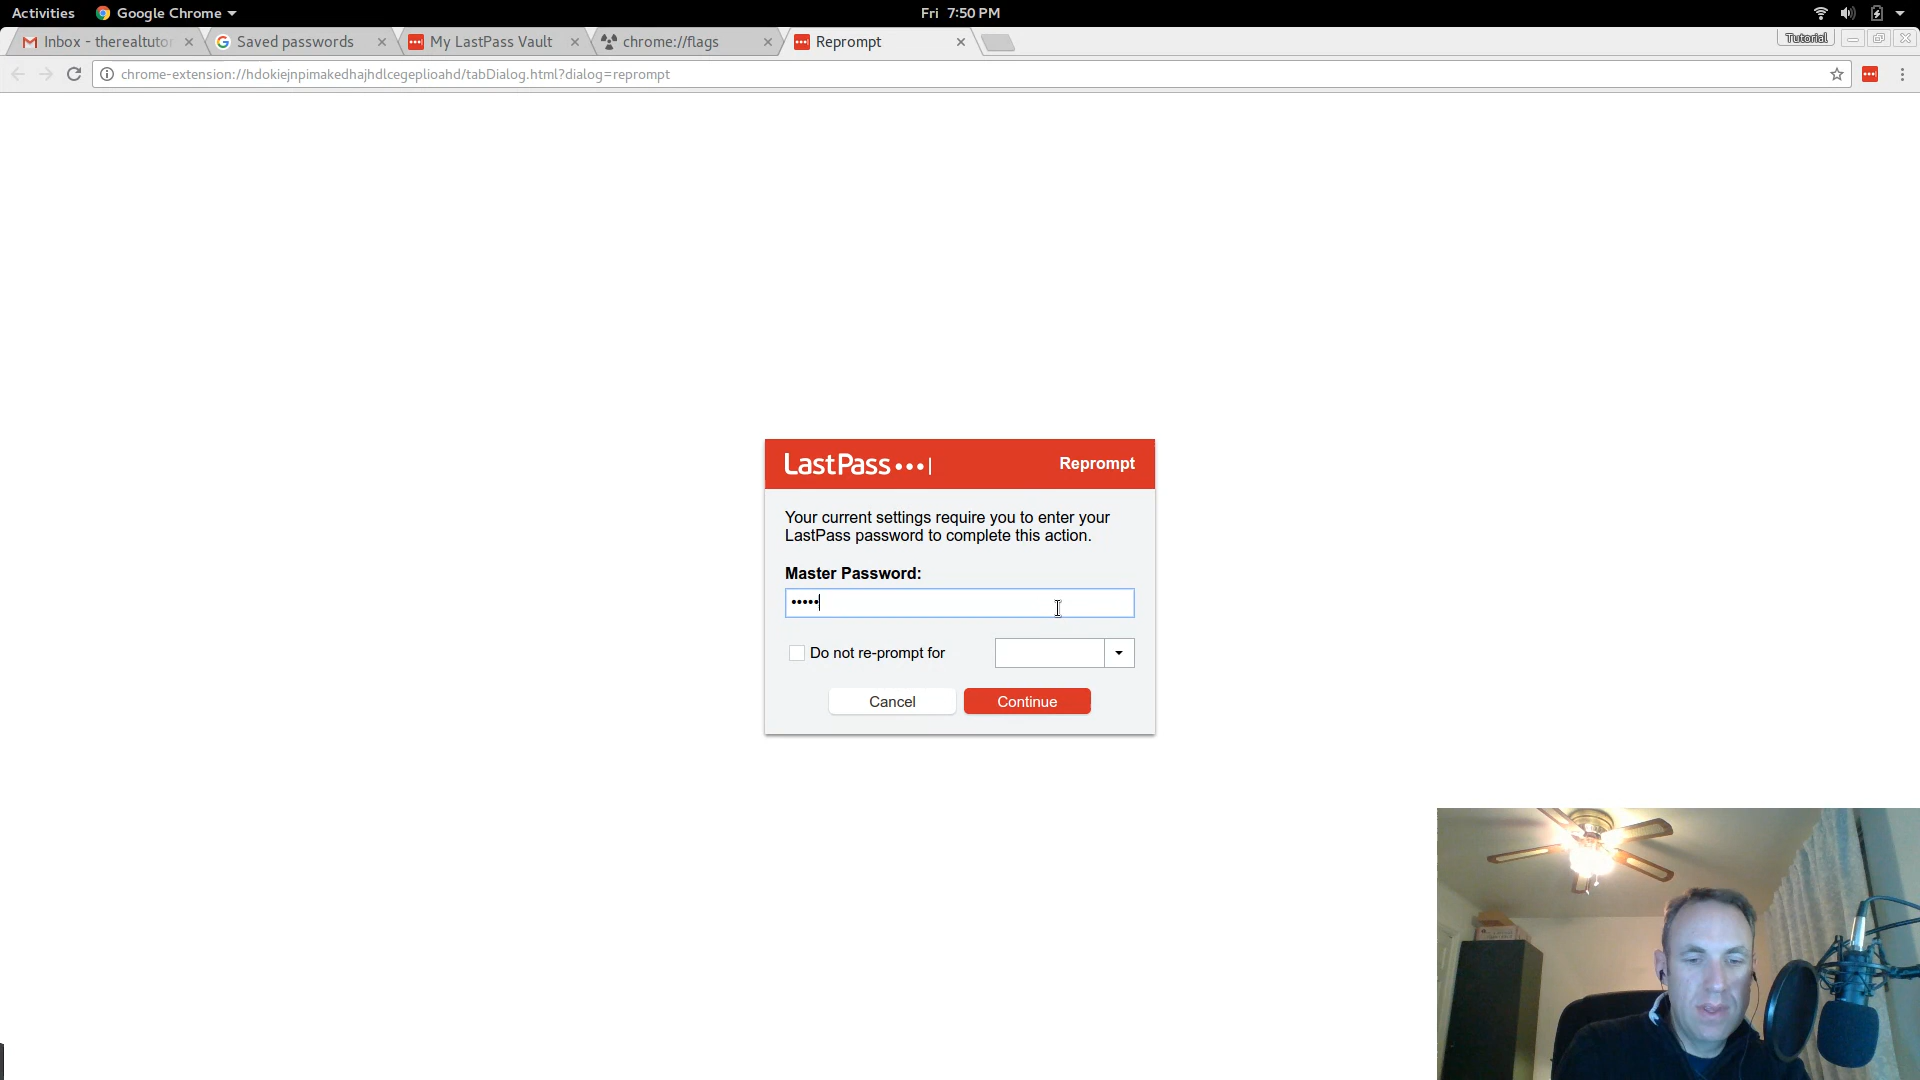 Activities Google Chrome Fri 7:50 PM
Inbox - therealtutor Saved passwords My LastPass Vault chrome://flags Reprompt Tutorial
chrome-extension://hdokiejnpimakedhajhdlcegeplioahd/tabDialog.html?dialog=reprompt
LastPass •••| Reprompt
Your current settings require you to enter your
LastPass password to complete this action.
Master Password:
•••••
Do not re-prompt for
Cancel Continue